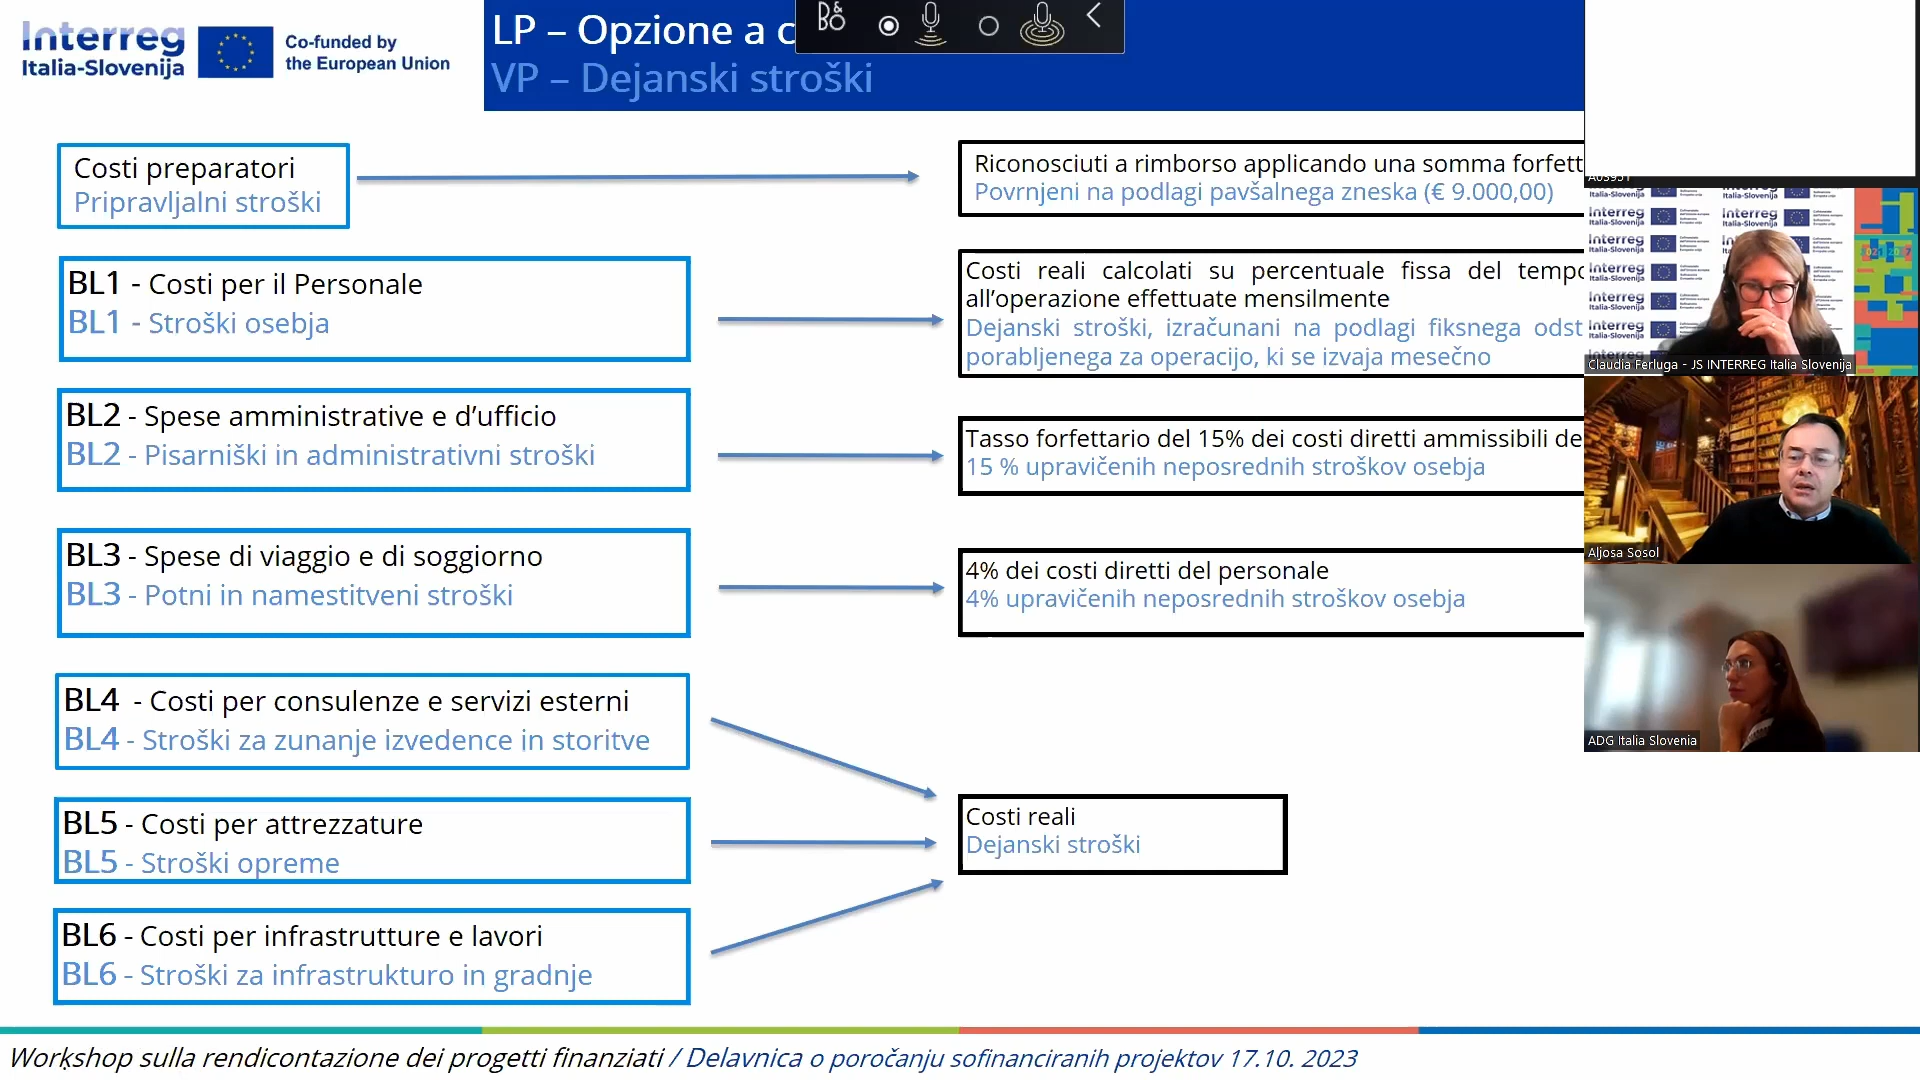 Interreg
Italia-Slovenija
Co-funded by
the European Union
LP – Opzione a c
VP – Dejanski stroški
Costi preparatori
Pripravljalni stroški
Riconosciuti a rimborso applicando una somma forfett
Povrnjeni na podlagi pavšalnega zneska (€ 9.000,00)
BL1 - Costi per il Personale
BL1 - Stroški osebja
Costi reali calcolati su percentuale fissa del tempo
all’operazione effettuate mensilmente
Dejanski stroški, izračunani na podlagi fiksnega odst
porabljenega za operacijo, ki se izvaja mesečno
BL2 - Spese amministrative e d’ufficio
BL2 - Pisarniški in administrativni stroški
Tasso forfettario del 15% dei costi diretti ammissibili de
15 % upravičenih neposrednih stroškov osebja
BL3 - Spese di viaggio e di soggiorno
BL3 - Potni in namestitveni stroški
4% dei costi diretti del personale
4% upravičenih neposrednih stroškov osebja
BL4 - Costi per consulenze e servizi esterni
BL4 - Stroški za zunanje izvedence in storitve
BL5 - Costi per attrezzature
BL5 - Stroški opreme
Costi reali
Dejanski stroški
BL6 - Costi per infrastrutture e lavori
BL6 - Stroški za infrastrukturo in gradnje
Claudia Ferluga - JS INTERREG Italia Slovenija
Aljosa Sosol
ADG Italia Slovenia
Workshop sulla rendicontazione dei progetti finanziati / Delavnica o poročanju sofinanciranih projektov 17.10. 2023